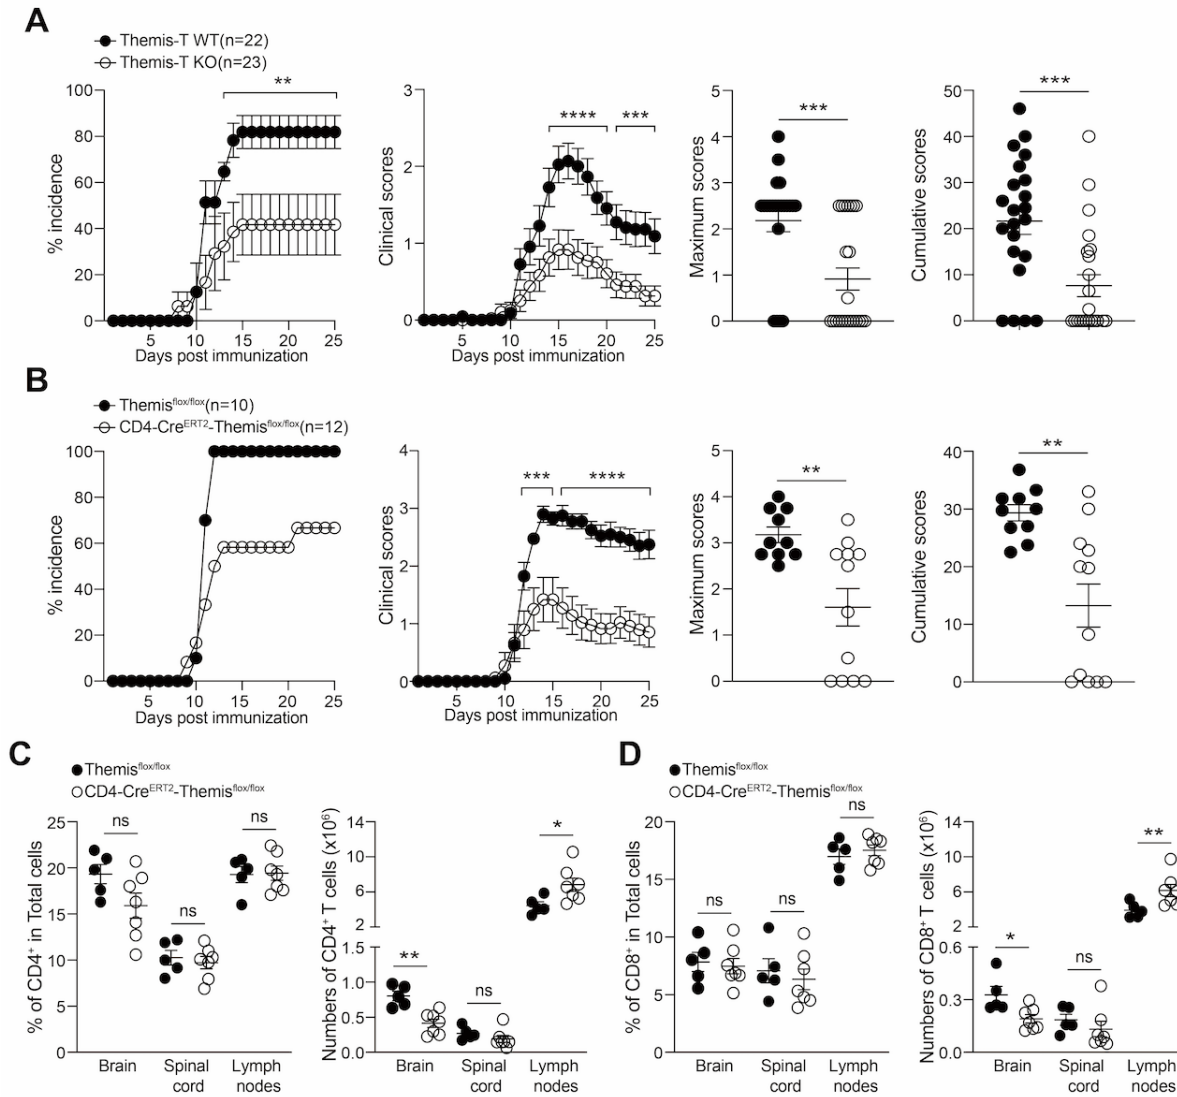 A
Themis-T WT(n=22)
Themis-T KO(n=23)
**
100
80
60
40
20
0
% incidence
5 10 15 20 25
Days post immunization
**** ***
3
2
1
0
Clinical scores
5 10 15 20 25
Days post immunization
***
5
4
3
2
1
0
Maximum scores
***
50
40
30
20
10
0
Cumulative scores
B
Themisflox/flox(n=10)
CD4-CreERT2-Themisflox/flox(n=12)
100
80
60
40
20
0
% incidence
5 10 15 20 25
Days post immunization
*** ****
4
3
2
1
0
Clinical scores
5 10 15 20 25
Days post immunization
**
5
4
3
2
1
0
Maximum scores
**
40
30
20
10
0
Cumulative scores
C
Themisflox/flox
CD4-CreERT2-Themisflox/flox
25
20
15
10
5
0
% of CD4+ in Total cells
ns ns ns
Brain Spinal cord Lymph nodes
14
10
6
2
1.5
1.0
0.5
0.0
Numbers of CD4+ T cells (x10⁶)
** ns *
Brain Spinal cord Lymph nodes
D
Themisflox/flox
CD4-CreERT2-Themisflox/flox
20
15
10
5
0
% of CD8+ in Total cells
ns ns ns
Brain Spinal cord Lymph nodes
14
10
6
2
0.6
0.3
0.0
Numbers of CD8+ T cells (x10⁶)
* ns **
Brain Spinal cord Lymph nodes